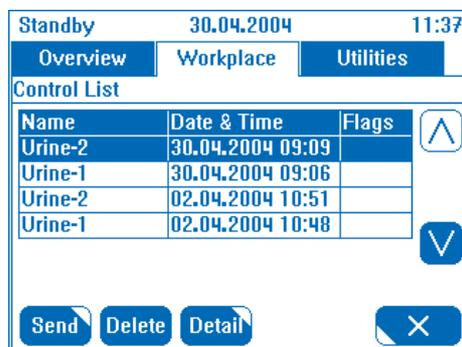 Standby 30.04.2004 11:37
Overview Workplace Utilities
Control List
Name Date & Time Flags
Urine-2 30.04.2004 09:09
Urine-1 30.04.2004 09:06
Urine-2 02.04.2004 10:51
Urine-1 02.04.2004 10:48
Send Delete Detail